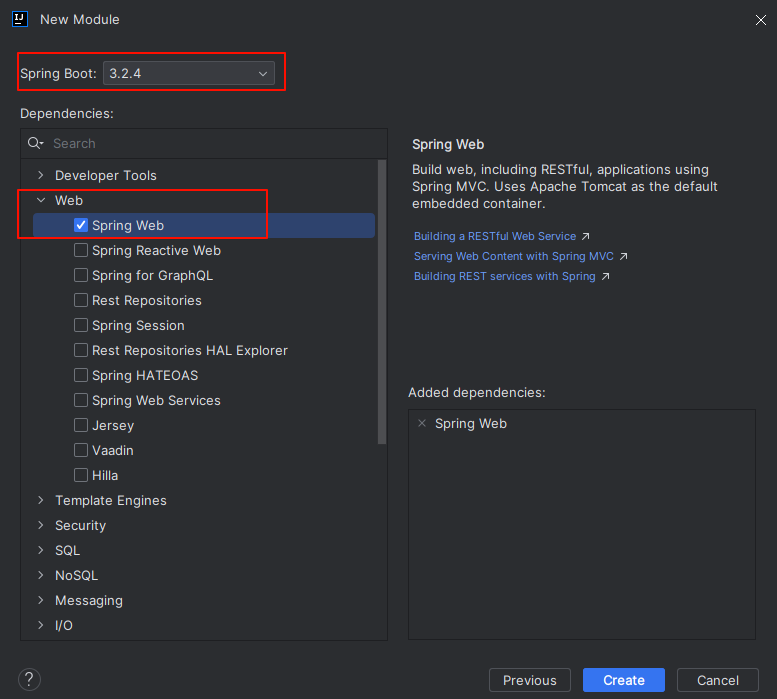 New Module
Spring Boot: 3.2.4
Dependencies:
Search
Developer Tools
Web
Spring Web
Spring Reactive Web
Spring for GraphQL
Rest Repositories
Spring Session
Rest Repositories HAL Explorer
Spring HATEOAS
Spring Web Services
Jersey
Vaadin
Hilla
Template Engines
Security
SQL
NoSQL
Messaging
I/O
Spring Web
Build web, including RESTful, applications using
Spring MVC. Uses Apache Tomcat as the default
embedded container.
Building a RESTful Web Service
Serving Web Content with Spring MVC
Building REST services with Spring
Added dependencies:
Spring Web
?
Previous
Create
Cancel